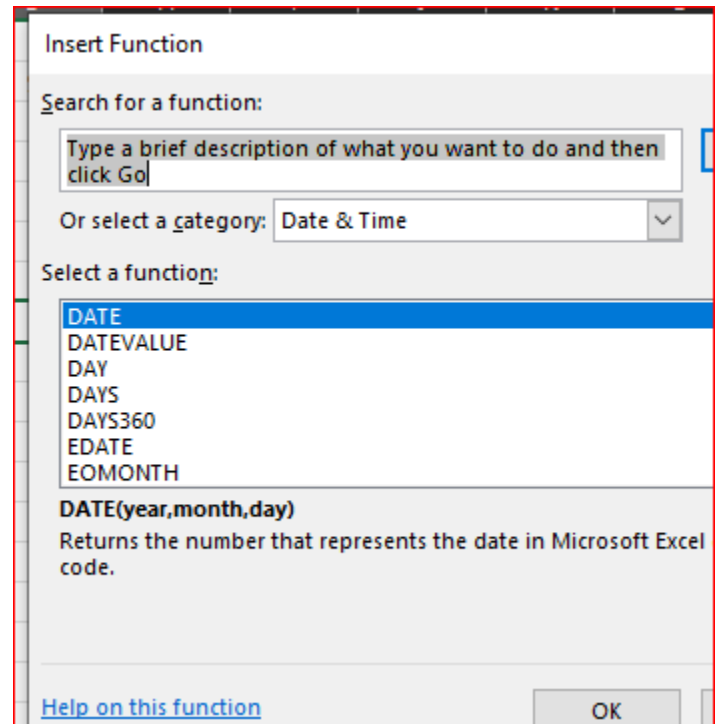 Insert Function
Search for a function:
Type a brief description of what you want to do and then
click Go
Or select a category: Date & Time
Select a function:
DATE
DATEVALUE
DAY
DAYS
DAYS360
EDATE
EOMONTH
DATE(year,month,day)
Returns the number that represents the date in Microsoft Excel
code.
Help on this function
OK